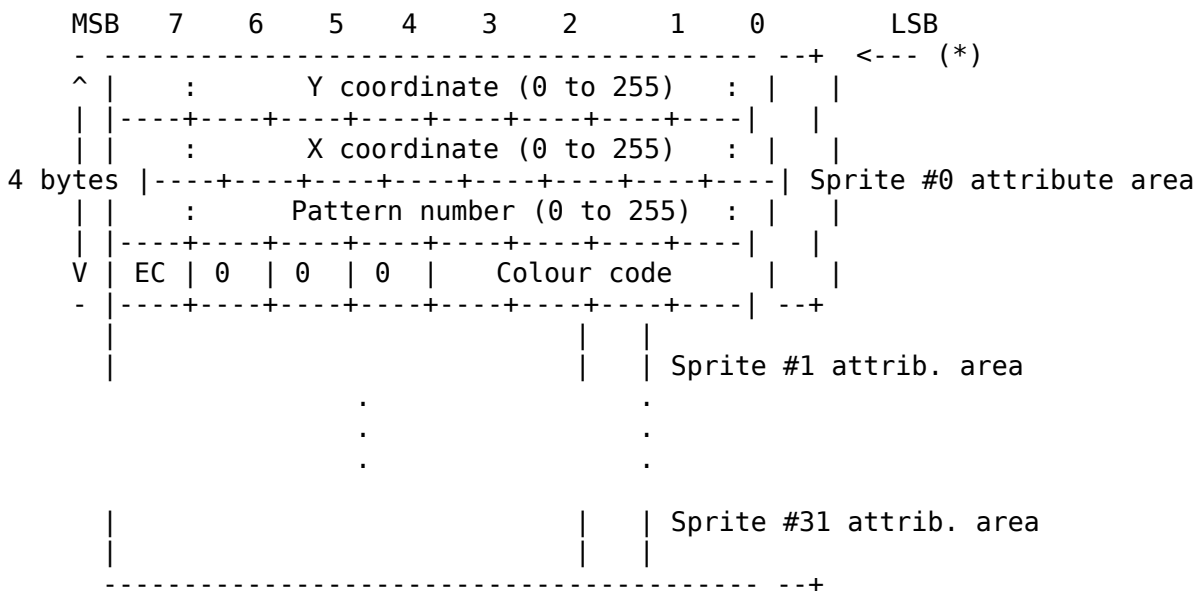 MSB   7    6    5    4    3    2      1    0        LSB
     - ----------------------------------------- --+  <--- (*)
     ^ |    :       Y coordinate (0 to 255)   :  |   |
     | |----+----+----+----+----+----+----+----|   |
     | |    :       X coordinate (0 to 255)   :  |   |
4 bytes |----+----+----+----+----+----+----+----| Sprite #0 attribute area
     | |    :      Pattern number (0 to 255)  :  |   |
     | |----+----+----+----+----+----+----+----|   |
     V | EC | 0  | 0  | 0  |    Colour code      |   |
     - |----+----+----+----+----+----+----+----| --+
       |                             |   |
       |                             |   | Sprite #1 attrib. area
                       .                 .
                       .                 .
                       .                 .
       |                             |   | Sprite #31 attrib. area
       |                             |   |
       ----------------------------------------- --+